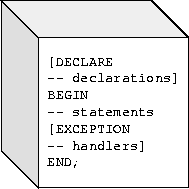 [DECLARE
-- declarations]
BEGIN
-- statements
[EXCEPTION
-- handlers]
END;